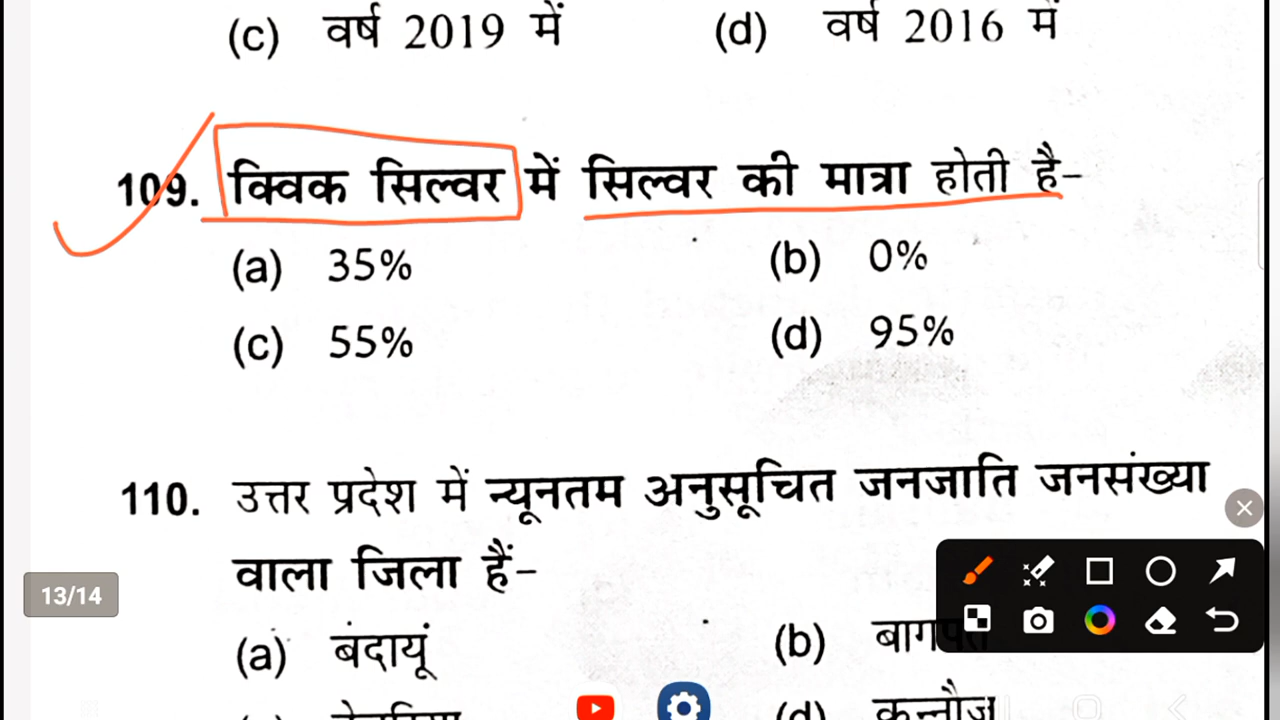 (c) वर्ष 2019 में (d) वर्ष 2016 में
109. क्विक सिल्वर में सिल्वर की मात्रा होती है-
(a) 35% (b) 0%
(c) 55% (d) 95%
110. उत्तर प्रदेश में न्यूनतम अनुसूचित जनजाति जनसंख्या
वाला जिला हैं-
13/14
(a) बंदायूं (b) बागपत
(d) कन्नौज